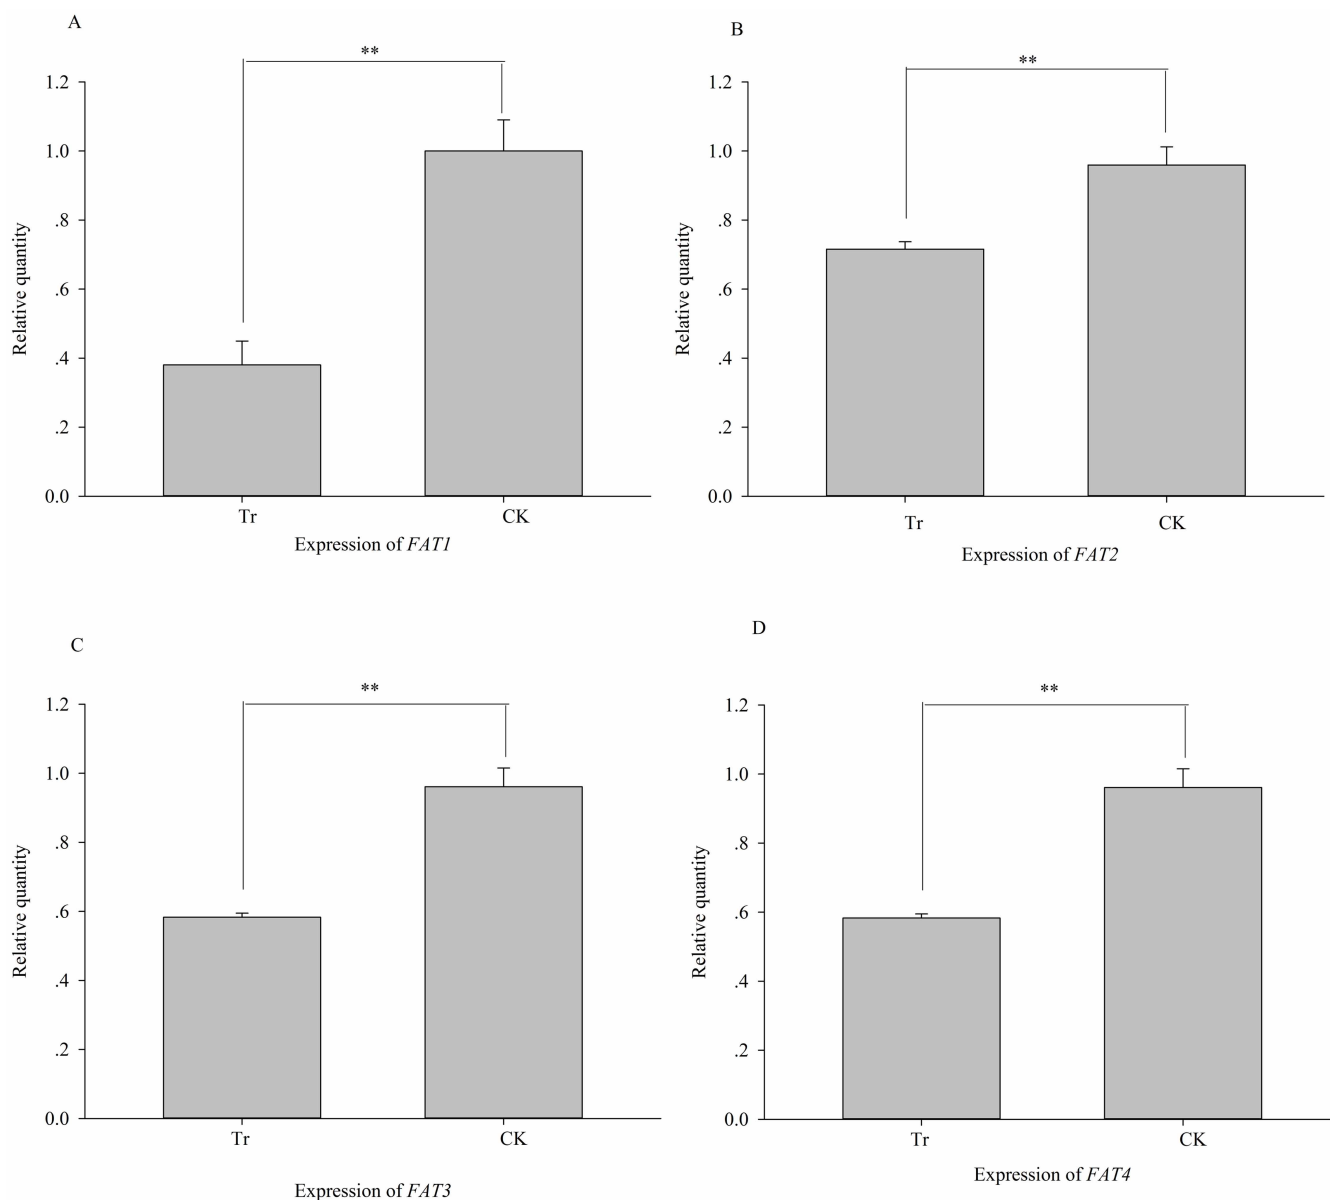 A
**
1.2
1.0
.8
.6
.4
.2
0.0
Relative quantity
Tr
CK
Expression of FAT1
B
**
1.2
1.0
.8
.6
.4
.2
0.0
Relative quantity
Tr
CK
Expression of FAT2
C
**
1.2
1.0
.8
.6
.4
.2
0.0
Relative quantity
Tr
CK
Expression of FAT3
D
**
1.2
1.0
.8
.6
.4
.2
0.0
Relative quantity
Tr
CK
Expression of FAT4